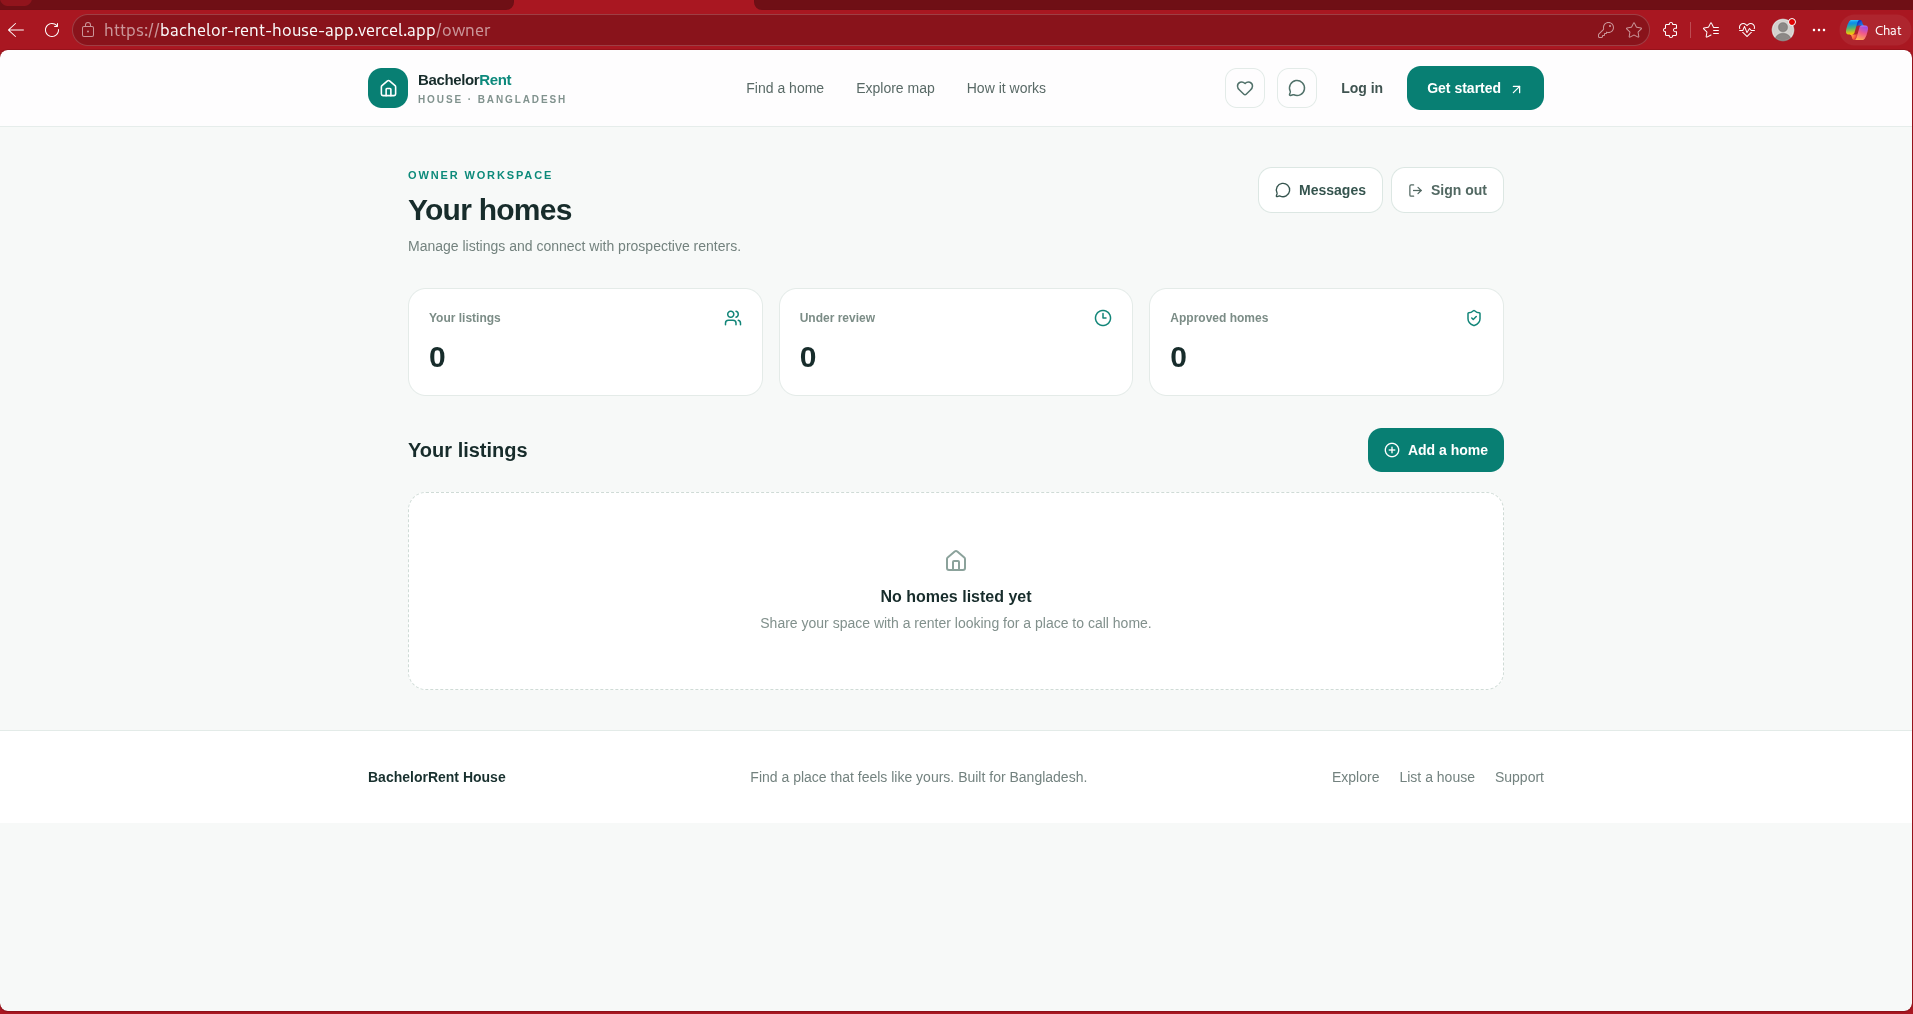 https://bachelor-rent-house-app.vercel.app/owner
Chat
BachelorRent
HOUSE · BANGLADESH
Find a home
Explore map
How it works
Log in
Get started
OWNER WORKSPACE
Your homes
Manage listings and connect with prospective renters.
Messages
Sign out
Your listings
0
Under review
0
Approved homes
0
Your listings
Add a home
No homes listed yet
Share your space with a renter looking for a place to call home.
BachelorRent House
Find a place that feels like yours. Built for Bangladesh.
Explore
List a house
Support